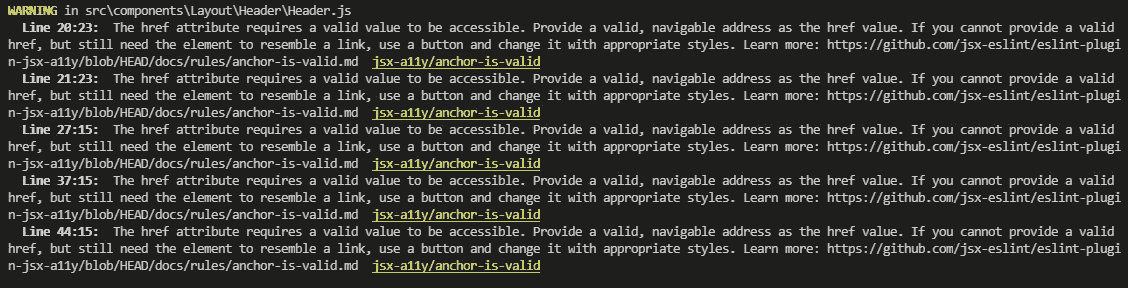 WARNING in src\components\Layout\Header\Header.js
Line 20:23: The href attribute requires a valid value to be accessible. Provide a valid, navigable address as the href value. If you cannot provide a valid
href, but still need the element to resemble a link, use a button and change it with appropriate styles. Learn more: https://github.com/jsx-eslint/eslint-plugi
n-jsx-a11y/blob/HEAD/docs/rules/anchor-is-valid.md jsx-a11y/anchor-is-valid
Line 21:23: The href attribute requires a valid value to be accessible. Provide a valid, navigable address as the href value. If you cannot provide a valid
href, but still need the element to resemble a link, use a button and change it with appropriate styles. Learn more: https://github.com/jsx-eslint/eslint-plugi
n-jsx-a11y/blob/HEAD/docs/rules/anchor-is-valid.md jsx-a11y/anchor-is-valid
Line 27:15: The href attribute requires a valid value to be accessible. Provide a valid, navigable address as the href value. If you cannot provide a valid
href, but still need the element to resemble a link, use a button and change it with appropriate styles. Learn more: https://github.com/jsx-eslint/eslint-plugi
n-jsx-a11y/blob/HEAD/docs/rules/anchor-is-valid.md jsx-a11y/anchor-is-valid
Line 37:15: The href attribute requires a valid value to be accessible. Provide a valid, navigable address as the href value. If you cannot provide a valid
href, but still need the element to resemble a link, use a button and change it with appropriate styles. Learn more: https://github.com/jsx-eslint/eslint-plugi
n-jsx-a11y/blob/HEAD/docs/rules/anchor-is-valid.md jsx-a11y/anchor-is-valid
Line 44:15: The href attribute requires a valid value to be accessible. Provide a valid, navigable address as the href value. If you cannot provide a valid
href, but still need the element to resemble a link, use a button and change it with appropriate styles. Learn more: https://github.com/jsx-eslint/eslint-plugi
n-jsx-a11y/blob/HEAD/docs/rules/anchor-is-valid.md jsx-a11y/anchor-is-valid